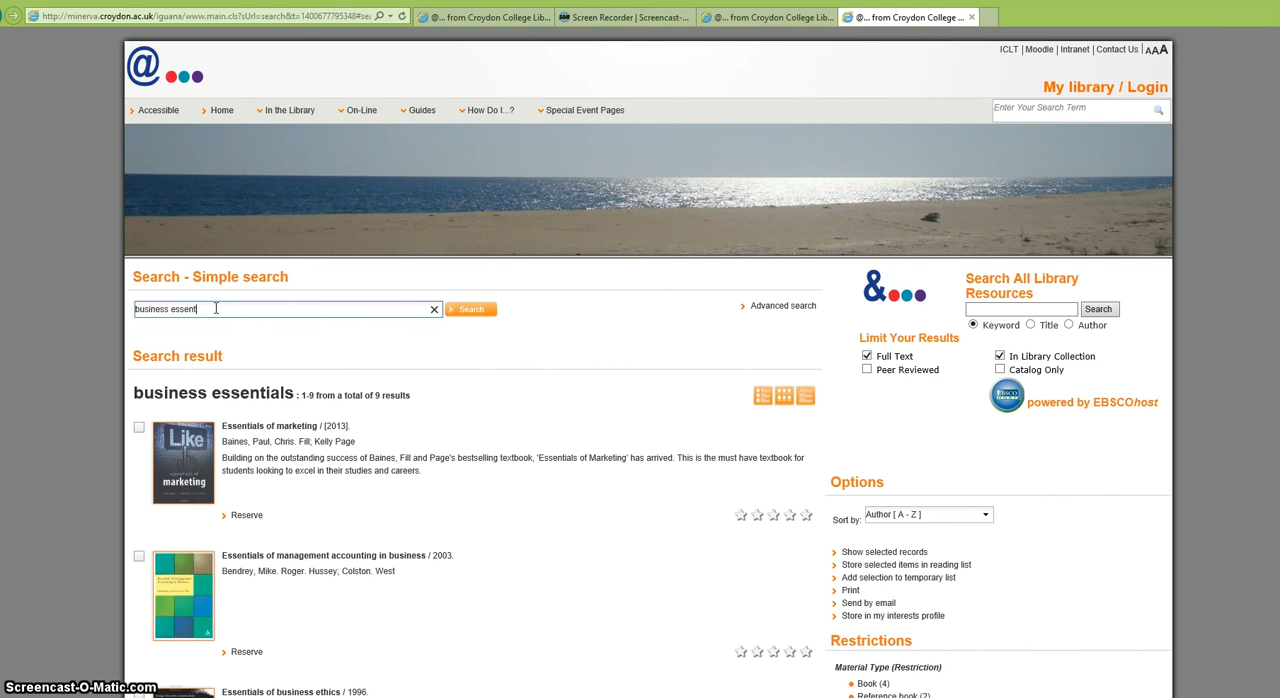 http://minerva.croydon.ac.uk/iguana/www.main.cls?sUrl=search&t=1400677795348#sea
@... from Croydon College Lib...
SOM Screen Recorder | Screencast-...
@... from Croydon College Lib...
@... from Croydon College ...
ICLT | Moodle | Intranet | Contact Us | AAA
@
My library / Login
Accessible Home In the Library On-Line Guides How Do I...? Special Event Pages
Enter Your Search Term
Search - Simple search
business essent
Search
Advanced search
Search result
business essentials : 1-9 from a total of 9 results
Like
essentials of
marketing
Essentials of marketing / [2013].
Baines, Paul, Chris. Fill; Kelly Page
Building on the outstanding success of Baines, Fill and Page's bestselling textbook, 'Essentials of Marketing' has arrived. This is the must have textbook for
students looking to excel in their studies and careers.
Reserve
Essentials of management accounting in business / 2003.
Bendrey, Mike. Roger. Hussey; Colston. West
Reserve
Essentials of business ethics / 1996.
&
Search All Library
Resources
Search
Keyword Title Author
Limit Your Results
Full Text In Library Collection
Peer Reviewed Catalog Only
EBSCO
powered by EBSCOhost
Options
Sort by: Author [ A - Z ]
Show selected records
Store selected items in reading list
Add selection to temporary list
Print
Send by email
Store in my interests profile
Restrictions
Material Type (Restriction)
Book (4)
Reference book (2)
Screencast-O-Matic.com